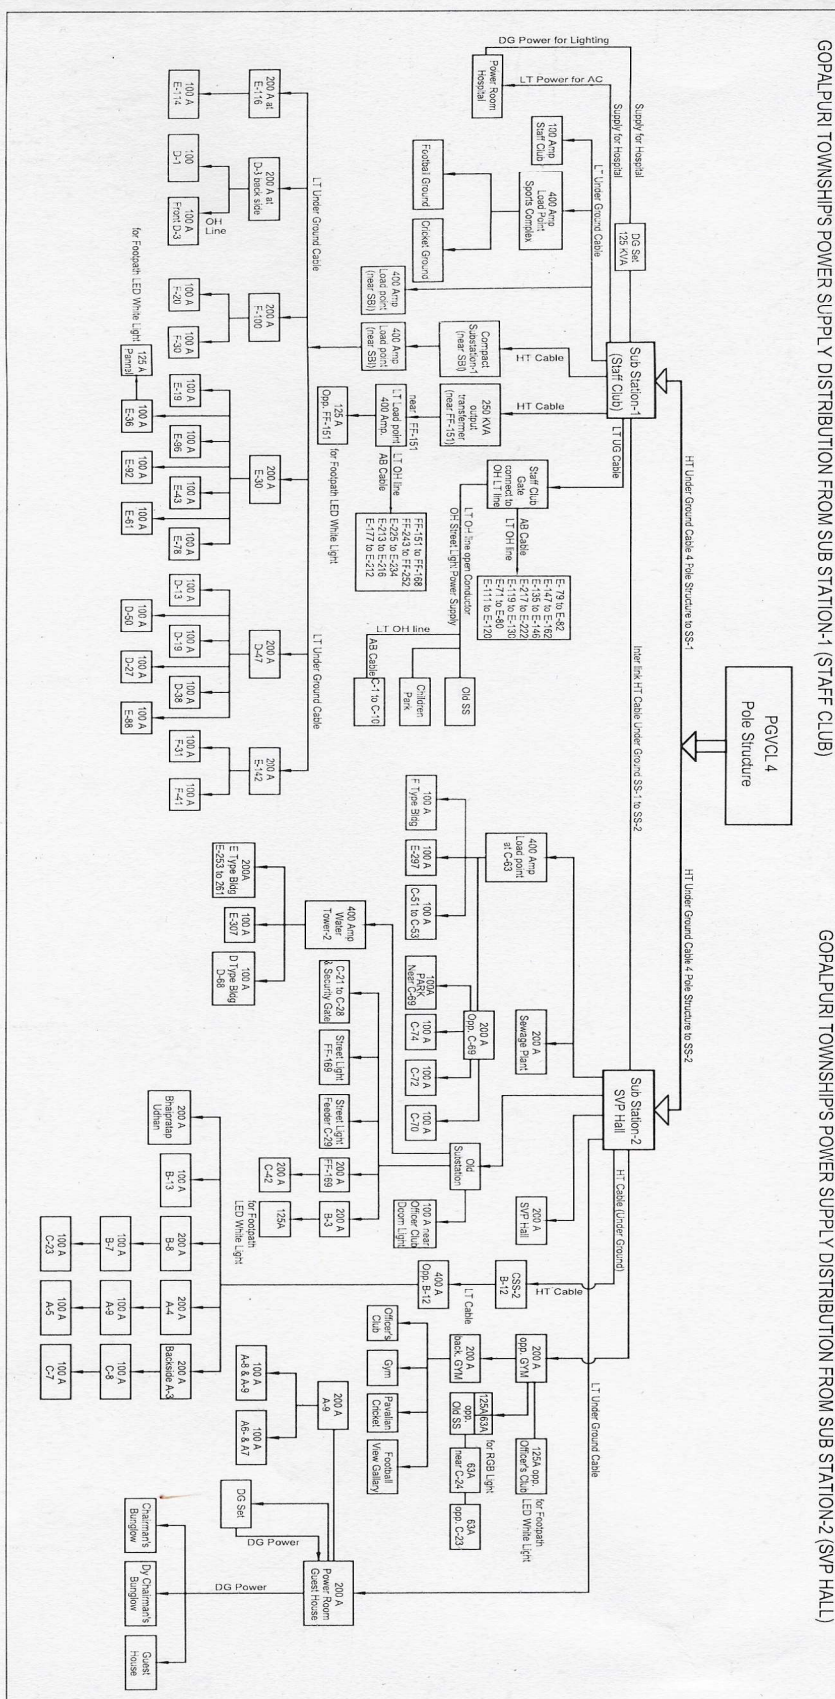 GOPALPURI TOWNSHIP'S POWER SUPPLY DISTRIBUTION FROM SUB STATION-1 (STAFF CLUB)
GOPALPURI TOWNSHIP'S POWER SUPPLY DISTRIBUTION FROM SUB STATION-2 (SVP HALL)
PGVCL 4
Pole Structure
HT Under Ground Cable 4 Pole Structure to SS-1
HT Under Ground Cable 4 Pole Structure to SS-2
Inter link HT Cable Under Ground SS-1 to SS-2
Sub Station-1
(Staff Club)
DG Set
125 KVA
Supply for Hospital
Supply for Hospital
DG Power for Lighting
LT Power for AC
Power Room
Hospital
LT Under Ground Cable
100 Amp
Staff Club)
400 Amp
Load Point
Sports Complex
Football Ground
Cricket Ground
400 Amp
Load point
(near SBI)
HT Cable
Compact
Substation-1
(near SBI)
400 Amp
Load point
(near SBI)
HT Cable
250 KVA
output
transformer
(near FF-151)
near FF-151
LT Load point
400 Amp.
125 A
Opp. FF-151
for Footpath LED White Light
LT OH line
AB Cable
FF-151 to FF-168
FF-243 to FF-252
E-225 to E-234
E-213 to E-216
E-177 to E-212
LT UG Cable
Staff Club
Gate
connect to
OH LT line
AB Cable
LT OH line
E- 79 to E-82
E-147 to E-162
E-135 to E-146
E-217 to E-222
E-119 to E-130
E-71 to E-80
E-111 to E-120
LT OH line open Conductor
OH Street Light Power Supply
Old SS
Children
Park
LT OH line
AB Cable
C-1 to C-10
LT Under Ground Cable
LT Under Ground Cable
200 A at
E-116
100 A
E-114
200 A at
D-3 back side
100
D-1
100 A
Front D-3
OH
Line
200 A
F-100
100 A
F-20
100 A
F-30
200 A
E-30
100 A
E-19
100 A
E-36
100 A
E-96
100 A
E-92
100 A
E-43
100 A
E-61
100 A
E-78
125 A
Pannel
for Footpath LED White Light
200 A
D-47
100 A
D-13
100 A
D-50
100 A
D-19
100 A
D-27
100 A
D-38
100 A
E-88
200 A
E-142
100 A
F-31
100 A
F-41
Sub Station-2
SVP Hall
400 Amp
Load point
at C-63
100 A
F Type Bldg
100 A
E-297
100 A
C-51 to C-53
200 A
Sewage Plant
200 A
Opp. C-69
100A
PARK
Near C-69
100 A
C-74
100 A
C-72
100 A
C-70
Old
Substation
100 A near
Officer Club
Doom Light
200 A
SVP Hall
400 Amp
Water
Tower-2
200A
E Type Bldg
E-253 to 261
100 A
E-307
100 A
D Type Bldg
D-68
C-21 to C-28
& Security Gate
Street Light
FF-169
Street Light
Feeder C-29
200 A
FF-169
200 A
C-42
200 A
B-3
125A
for Footpath
LED White Light
HT Cable (Under Ground)
HT Cable
CSS-2
B-12
LT Cable
400 A
Opp. B-12
200 A
Bhaipratap
Udhan
100 A
B-13
200 A
B-8
100 A
B-7
100 A
C-23
200 A
A-4
100 A
A-9
100 A
A-5
200 A
Backside A-3
100 A
C-8
100 A
C-7
200 A
opp. GYM
200 A
back. GYM
Officer's
Club
Gym
Pavalian
Cricket
Football
View Gallary
125A opp.
Officer's Club
for Footpath
LED White Light
125A/63A
opp.
Old SS
for RGB Light
63A
near C-24
63A
opp. C-23
LT Under Ground Cable
200 A
Power Room
Guest House
200 A
A-9
100 A
A-8 & A-9
100 A
A6- & A7
DG Set
DG Power
DG Power
Chairman's
Bunglow
Dy Chairman's
Bunglow
Guest
House